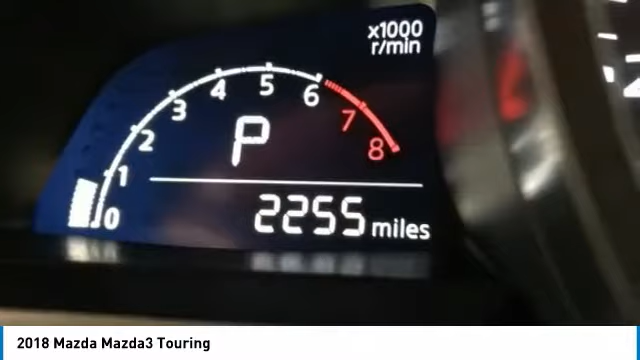 x1000
r/min
0 1 2 3 4 5 6 7 8
P
2255 miles
2018 Mazda Mazda3 Touring